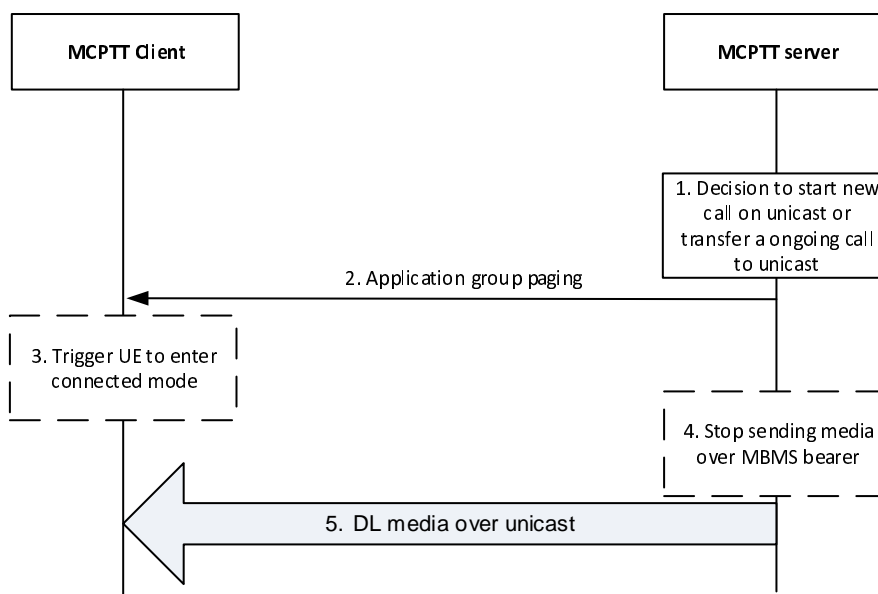 MCPTT Client
MCPTT server
1. Decision to start new
call on unicast or
transfer a ongoing call
to unicast
2. Application group paging
3. Trigger UE to enter
connected mode
4. Stop sending media
over MBMS bearer
5. DL media over unicast